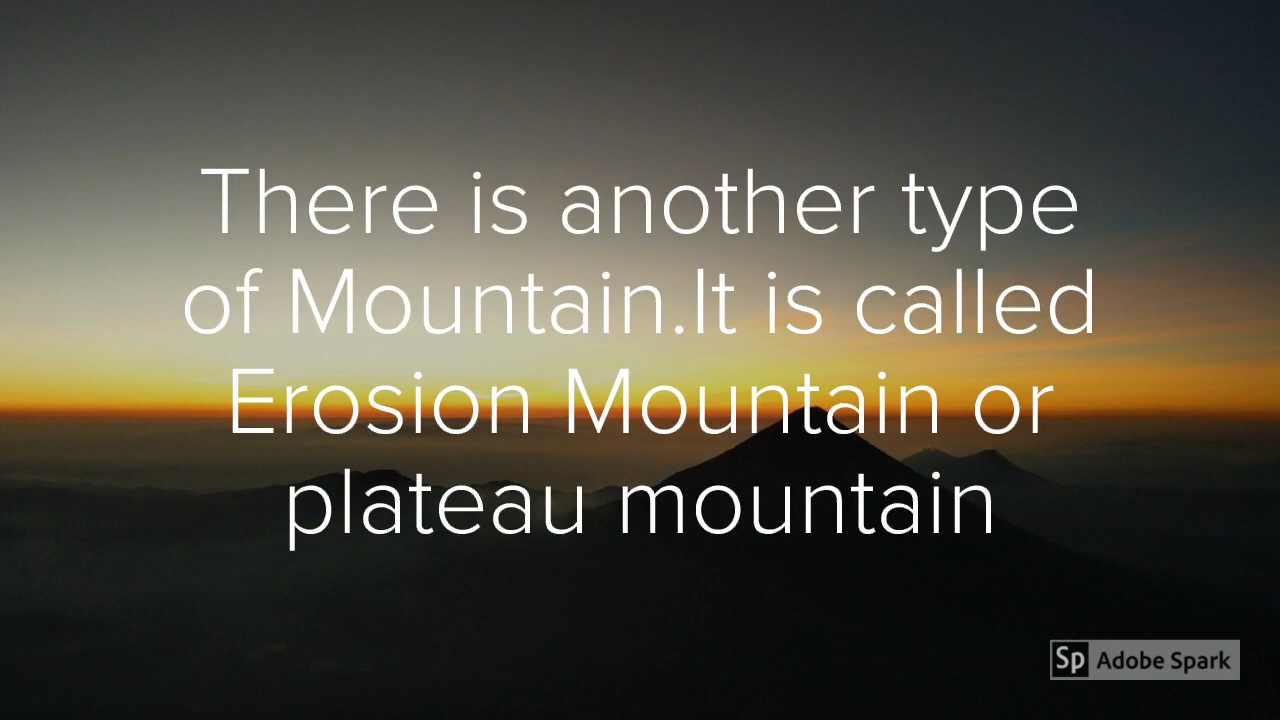 There is another type
of Mountain.It is called
Erosion Mountain or
plateau mountain
Sp Adobe Spark